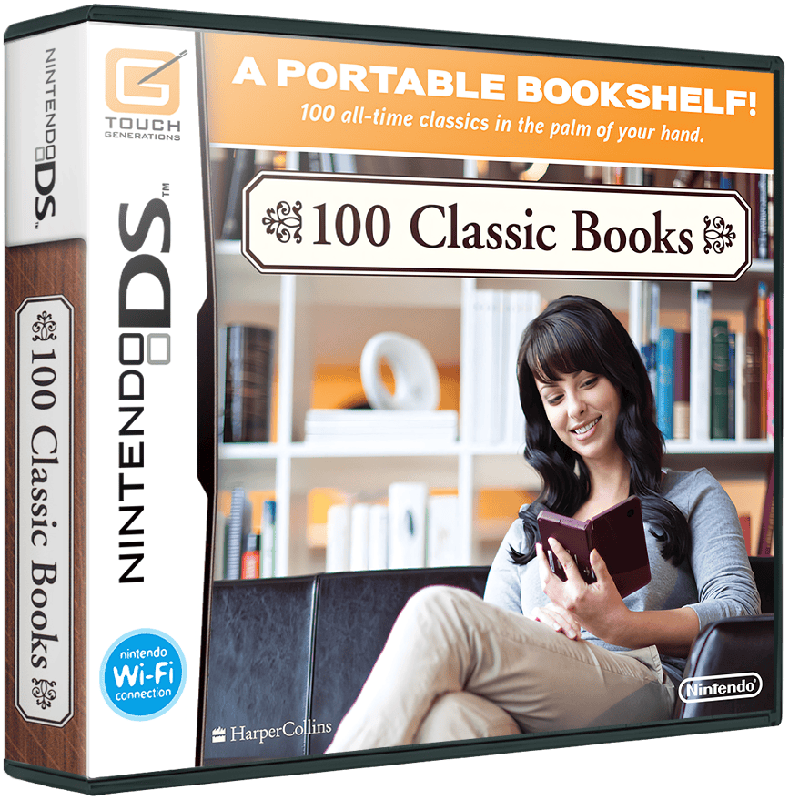 NINTENDO DS™
100 Classic Books
G
TOUCH
GENERATIONS
NINTENDO DS™
nintendo
Wi-Fi
connection
A PORTABLE BOOKSHELF!
100 all-time classics in the palm of your hand.
100 Classic Books
HarperCollins
Nintendo®